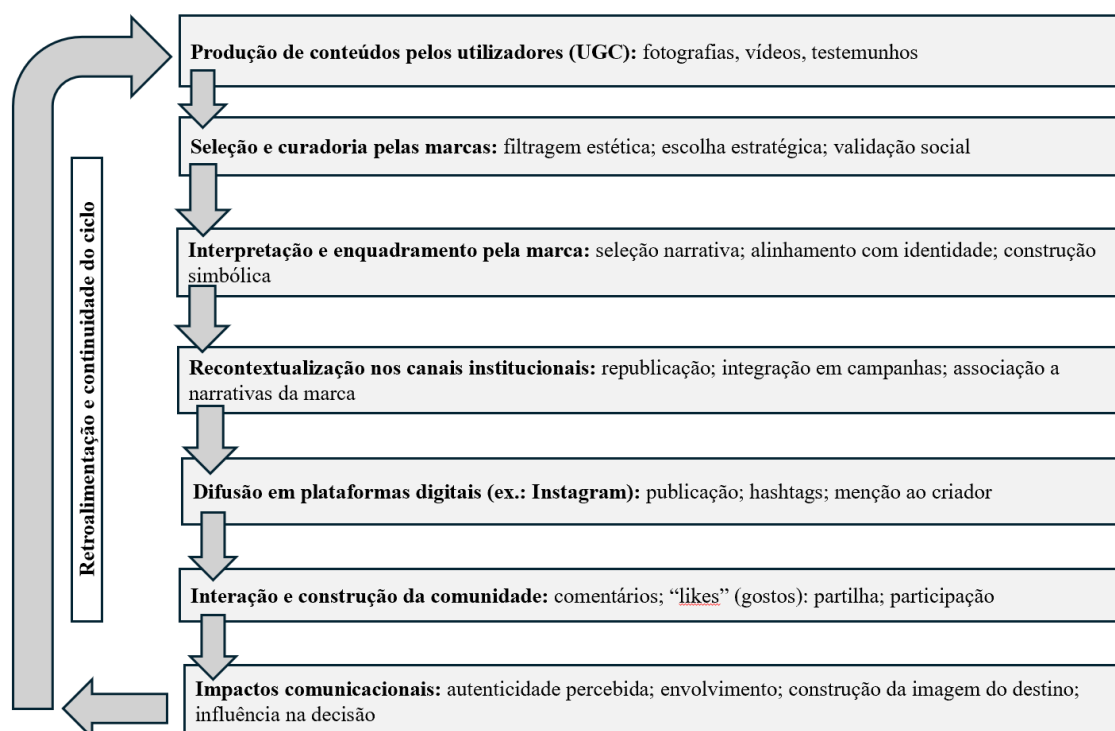 Produção de conteúdos pelos utilizadores (UGC): fotografias, vídeos, testemunhos
Seleção e curadoria pelas marcas: filtragem estética; escolha estratégica; validação social
Interpretação e enquadramento pela marca: seleção narrativa; alinhamento com identidade; construção
simbólica
Recontextualização nos canais institucionais: republicação; integração em campanhas; associação a
narrativas da marca
Difusão em plataformas digitais (ex.: Instagram): publicação; hashtags; menção ao criador
Interação e construção da comunidade: comentários; “likes” (gostos): partilha; participação
Impactos comunicacionais: autenticidade percebida; envolvimento; construção da imagem do destino;
influência na decisão
Retroalimentação e continuidade do ciclo